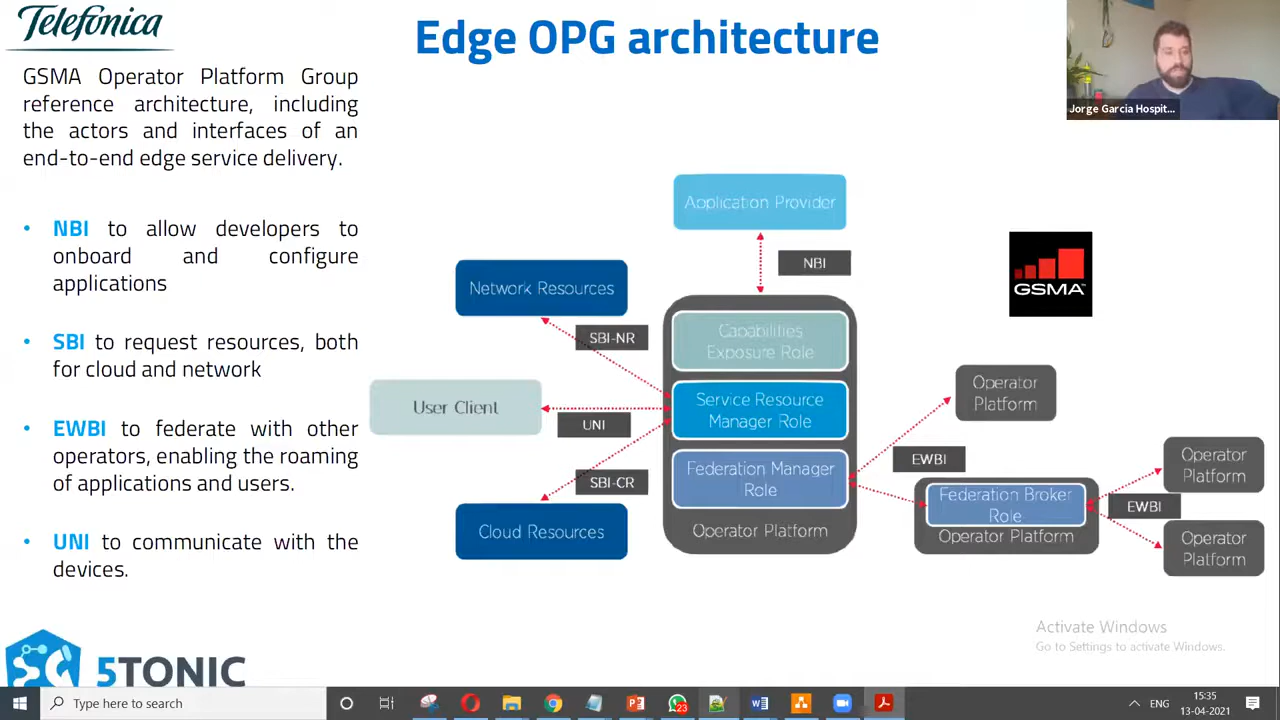 Telefónica
Edge OPG architecture
GSMA Operator Platform Group
reference architecture, including
the actors and interfaces of an
end-to-end edge service delivery.
• NBI to allow developers to
onboard and configure
applications
• SBI to request resources, both
for cloud and network
• EWBI to federate with other
operators, enabling the roaming
of applications and users.
• UNI to communicate with the
devices.
Jorge Garcia Hospit...
Application Provider
NBI
Network Resources
SBI-NR
Capabilities
Exposure Role
User Client
UNI
Service Resource
Manager Role
SBI-CR
Federation Manager
Role
Cloud Resources
Operator Platform
GSMA™
Operator
Platform
EWBI
Federation Broker
Role
Operator Platform
EWBI
Operator
Platform
Operator
Platform
Activate Windows
Go to Settings to activate Windows.
5TONIC
Type here to search
23
ENG
15:35
13-04-2021